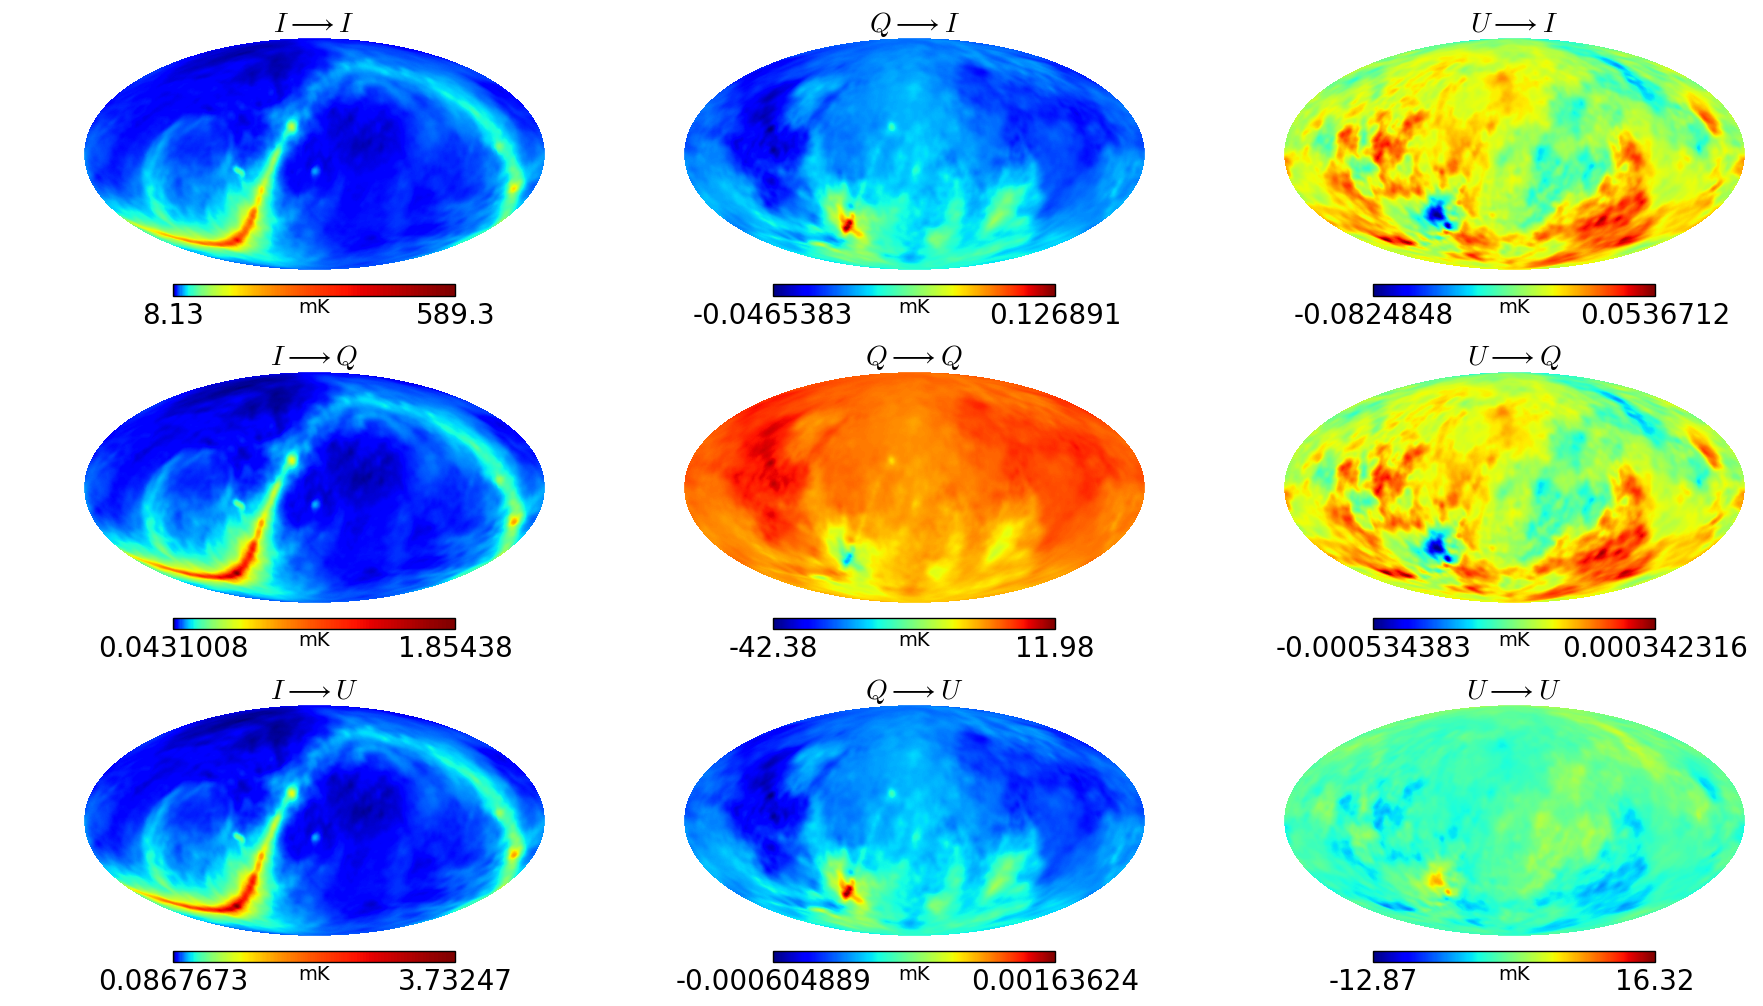 I ⟶ I
Q ⟶ I
U ⟶ I
mK
8.13 589.3
mK
-0.0465383 0.126891
mK
-0.0824848 0.0536712
I ⟶ Q
Q ⟶ Q
U ⟶ Q
mK
0.0431008 1.85438
mK
-42.38 11.98
mK
-0.000534383 0.000342316
I ⟶ U
Q ⟶ U
U ⟶ U
mK
0.0867673 3.73247
mK
-0.000604889 0.00163624
mK
-12.87 16.32